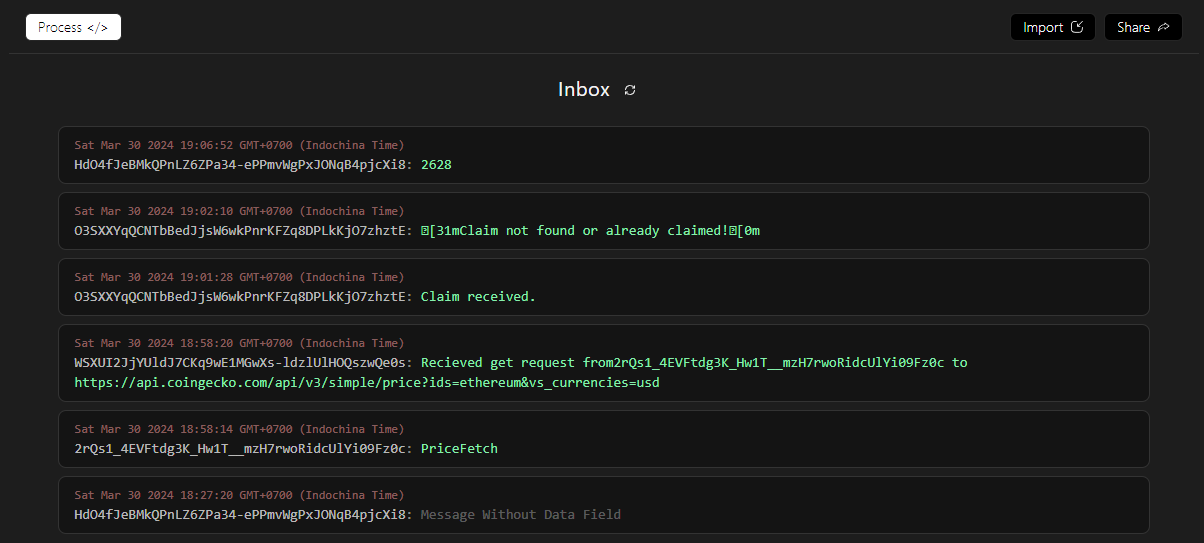 Process </>
Import
Share
Inbox
Sat Mar 30 2024 19:06:52 GMT+0700 (Indochina Time)
HdO4fJeBMkQPnLZ6ZPa34-ePPmvWgPxJONqB4pjcXi8: 2628
Sat Mar 30 2024 19:02:10 GMT+0700 (Indochina Time)
O3SXXYqQCNTbBedJjsW6wkPnrKFZq8DPLkKjO7zhztE: [31mClaim not found or already claimed![0m
Sat Mar 30 2024 19:01:28 GMT+0700 (Indochina Time)
O3SXXYqQCNTbBedJjsW6wkPnrKFZq8DPLkKjO7zhztE: Claim received.
Sat Mar 30 2024 18:58:20 GMT+0700 (Indochina Time)
WSXUI2JjYUldJ7CKq9wE1MGwXs-ldzlUlHOQszwQe0s: Recieved get request from2rQs1_4EVFtdg3K_Hw1T__mzH7rwoRidcUlYi09Fz0c to
https://api.coingecko.com/api/v3/simple/price?ids=ethereum&vs_currencies=usd
Sat Mar 30 2024 18:58:14 GMT+0700 (Indochina Time)
2rQs1_4EVFtdg3K_Hw1T__mzH7rwoRidcUlYi09Fz0c: PriceFetch
Sat Mar 30 2024 18:27:20 GMT+0700 (Indochina Time)
HdO4fJeBMkQPnLZ6ZPa34-ePPmvWgPxJONqB4pjcXi8: Message Without Data Field